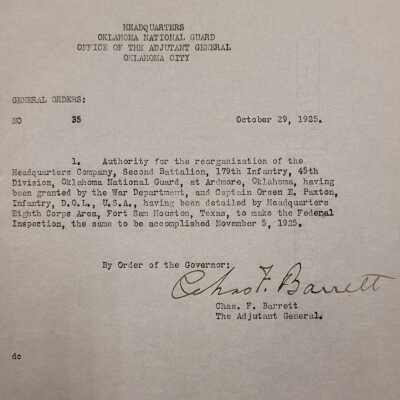 HEADQUARTERS
OKLAHOMA NATIONAL GUARD
OFFICE OF THE ADJUTANT GENERAL
OKLAHOMA CITY
GENERAL ORDERS:
NO 35 October 29, 1925.
1. Authority for the reorganization of the
Headquarters Company, Second Battalion, 179th Infantry, 45th
Division, Oklahoma National Guard, at Ardmore, Oklahoma, having
been granted by the War Department, and Captain Orsen E. Paxton,
Infantry, D.O.L., U.S.A., having been detailed by Headquarters
Eighth Corps Area, Fort Sam Houston, Texas, to make the Federal
Inspection, the same to be accomplished November 5, 1925.
By Order of the Governor:
Chas F. Barrett
Chas. F. Barrett
The Adjutant General.
dc